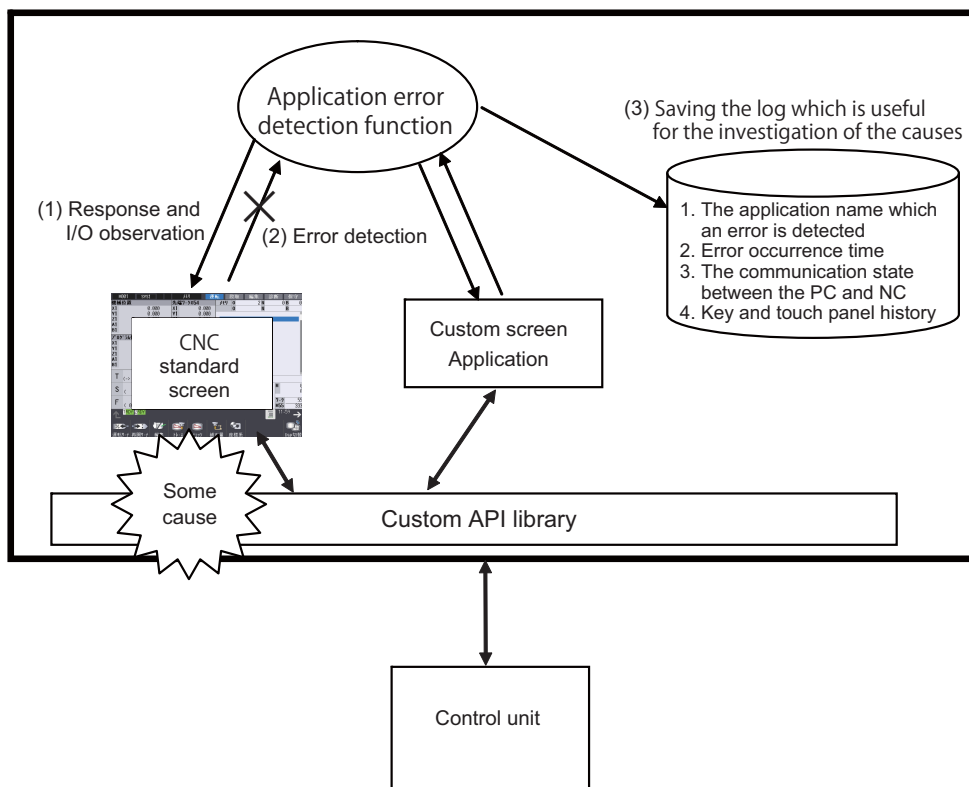 Application error
detection function
(3) Saving the log which is useful
for the investigation of the causes
1. The application name which
an error is detected
2. Error occurrence time
3. The communication state
between the PC and NC
4. Key and touch panel history
(1) Response and
I/O observation
(2) Error detection
CNC
standard
screen
T
S
F
Custom screen
Application
Some
cause
Custom API library
Control unit